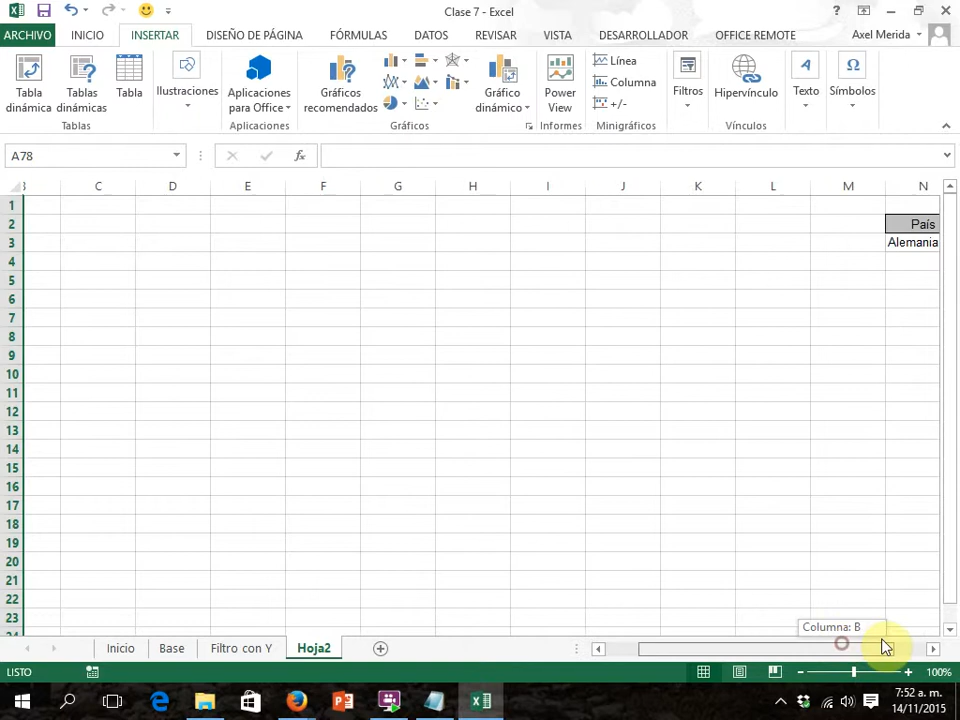 Clase 7 - Excel
ARCHIVO INICIO INSERTAR DISEÑO DE PÁGINA FÓRMULAS DATOS REVISAR VISTA DESARROLLADOR OFFICE REMOTE Axel Merida
Tabla dinámica
Tablas dinámicas
Tabla
Ilustraciones
Aplicaciones para Office
Gráficos recomendados
Gráfico dinámico
Power View
Línea
Columna
+/-
Filtros
Hipervínculo
Texto
Símbolos
Tablas Aplicaciones Gráficos Informes Minigráficos Vínculos
A78
fx
C D E F G H I J K L M N
1
2 País
3 Alemania
4
5
6
7
8
9
10
11
12
13
14
15
16
17
18
19
20
21
22
23
Columna: B
Inicio Base Filtro con Y Hoja2
LISTO 100%
7:52 a. m.
14/11/2015